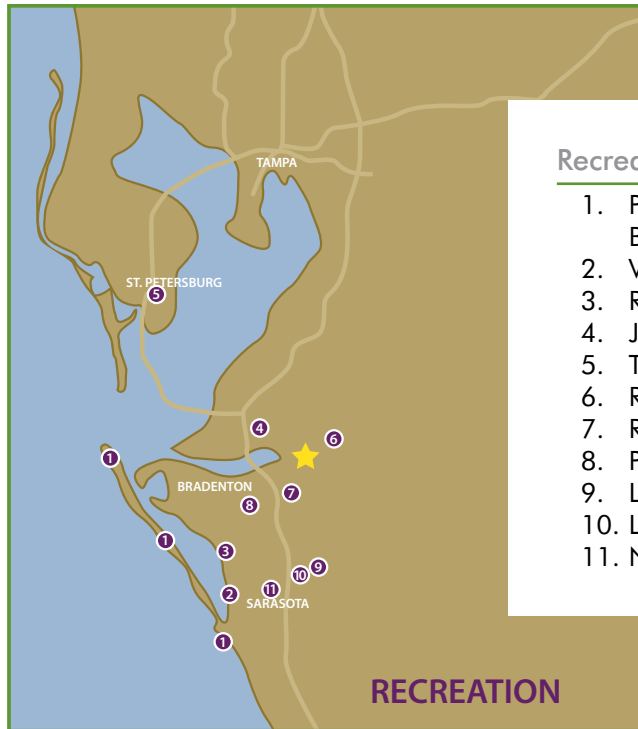 TAMPA
ST. PETERSBURG
5
4
6
1
BRADENTON
7
8
1
3
9
10
11
2
SARASOTA
1
RECREATION
1.
2. V
3. R
4. J
5. T
6. R
7. R
8. P
9. L
10. L
11. N